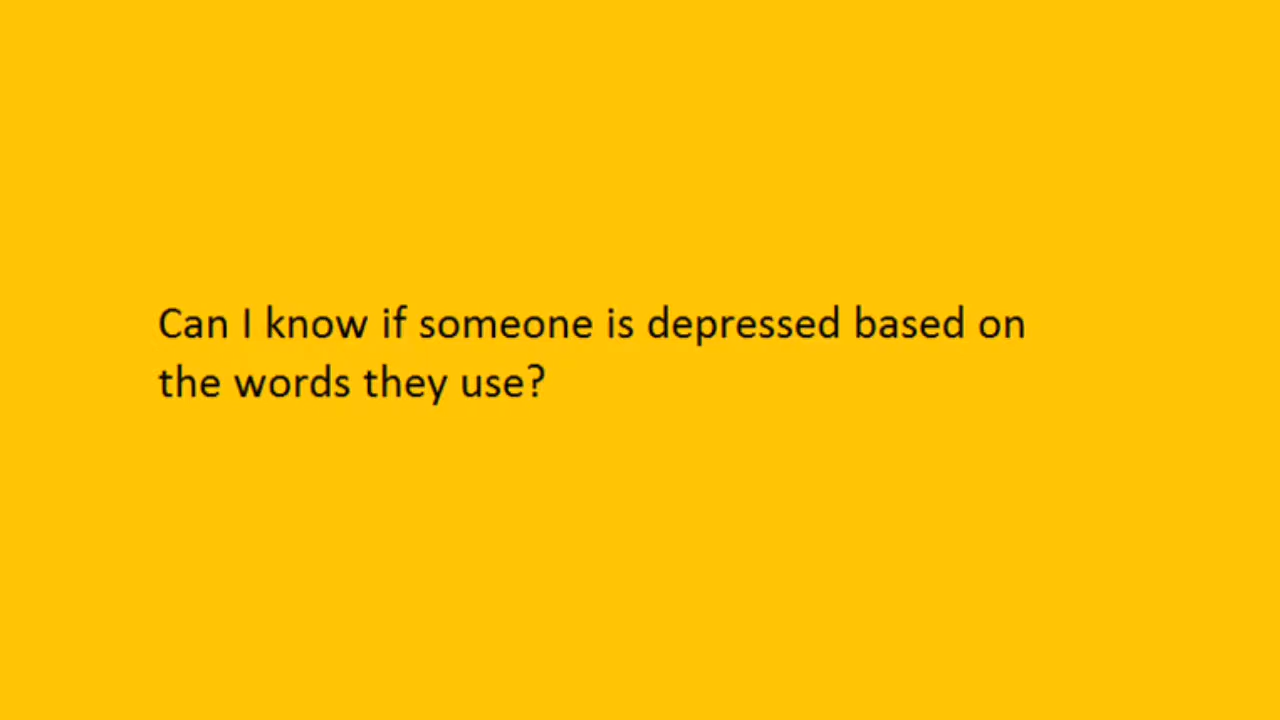 Can I know if someone is depressed based on
the words they use?